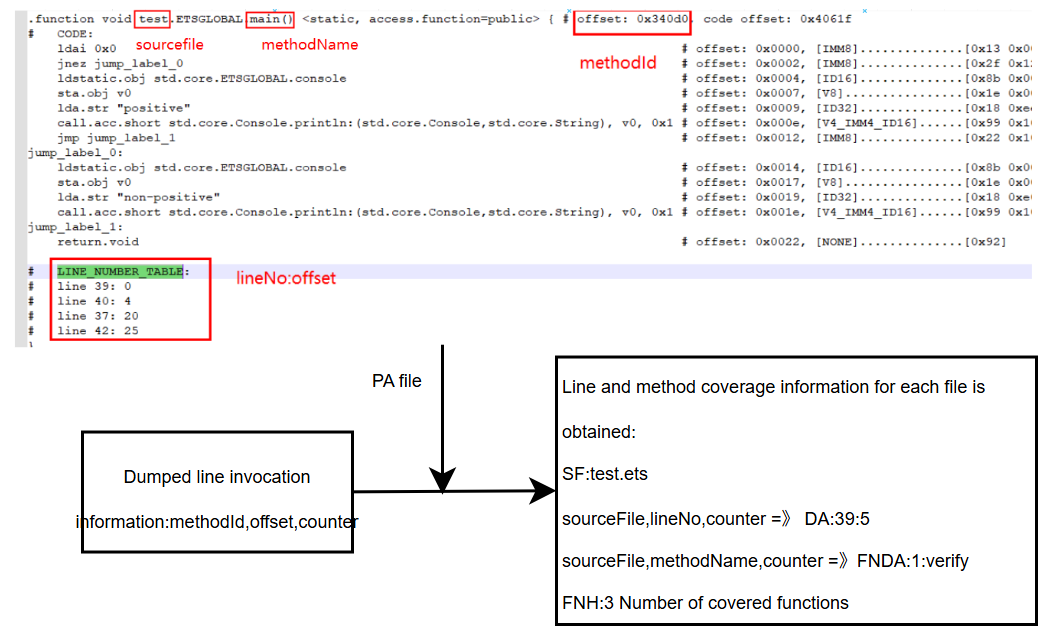 .function void test.ETSGLOBAL.main() <static, access.function=public> { # offset: 0x340d0, code offset: 0x4061f
sourcefile
methodName
methodId
# CODE:
ldai 0x0 # offset: 0x0000, [IMM8]..............[0x13 0x0
jnez jump_label_0 # offset: 0x0002, [IMM8]..............[0x2f 0x1
ldstatic.obj std.core.ETSGLOBAL.console # offset: 0x0004, [ID16]..............[0x8b 0x0
sta.obj v0 # offset: 0x0007, [V8]................[0x1e 0x0
lda.str "positive" # offset: 0x0009, [ID32]..............[0x18 0xe
call.acc.short std.core.Console.println:(std.core.Console,std.core.String), v0, 0x1 # offset: 0x000e, [V4_IMM4_ID16]......[0x99 0x1
jmp jump_label_1 # offset: 0x0012, [IMM8]..............[0x22 0x1
jump_label_0:
ldstatic.obj std.core.ETSGLOBAL.console # offset: 0x0014, [ID16]..............[0x8b 0x0
sta.obj v0 # offset: 0x0017, [V8]................[0x1e 0x0
lda.str "non-positive" # offset: 0x0019, [ID32]..............[0x18 0xe
call.acc.short std.core.Console.println:(std.core.Console,std.core.String), v0, 0x1 # offset: 0x001e, [V4_IMM4_ID16]......[0x99 0x1
jump_label_1:
return.void # offset: 0x0022, [NONE]..............[0x92]
# LINE_NUMBER_TABLE:
lineNo:offset
# line 39: 0
# line 40: 4
# line 37: 20
# line 42: 25
PA file
Dumped line invocation
information:methodId,offset,counter
Line and method coverage information for each file is
obtained:
SF:test.ets
sourceFile,lineNo,counter =》 DA:39:5
sourceFile,methodName,counter =》FNDA:1:verify
FNH:3 Number of covered functions